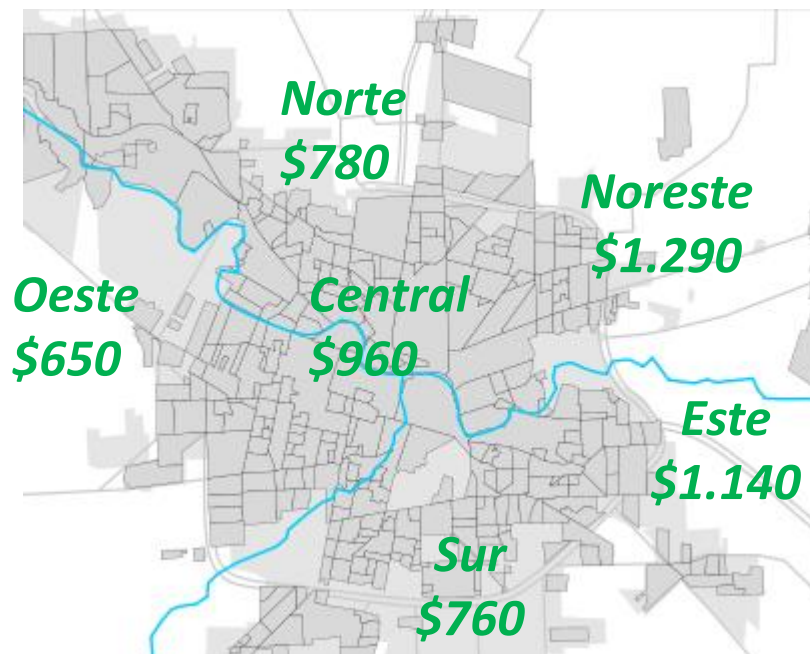 Norte
$780
Noreste
$1.290
Oeste
$650
Central
$960
Este
$1.140
Sur
$760